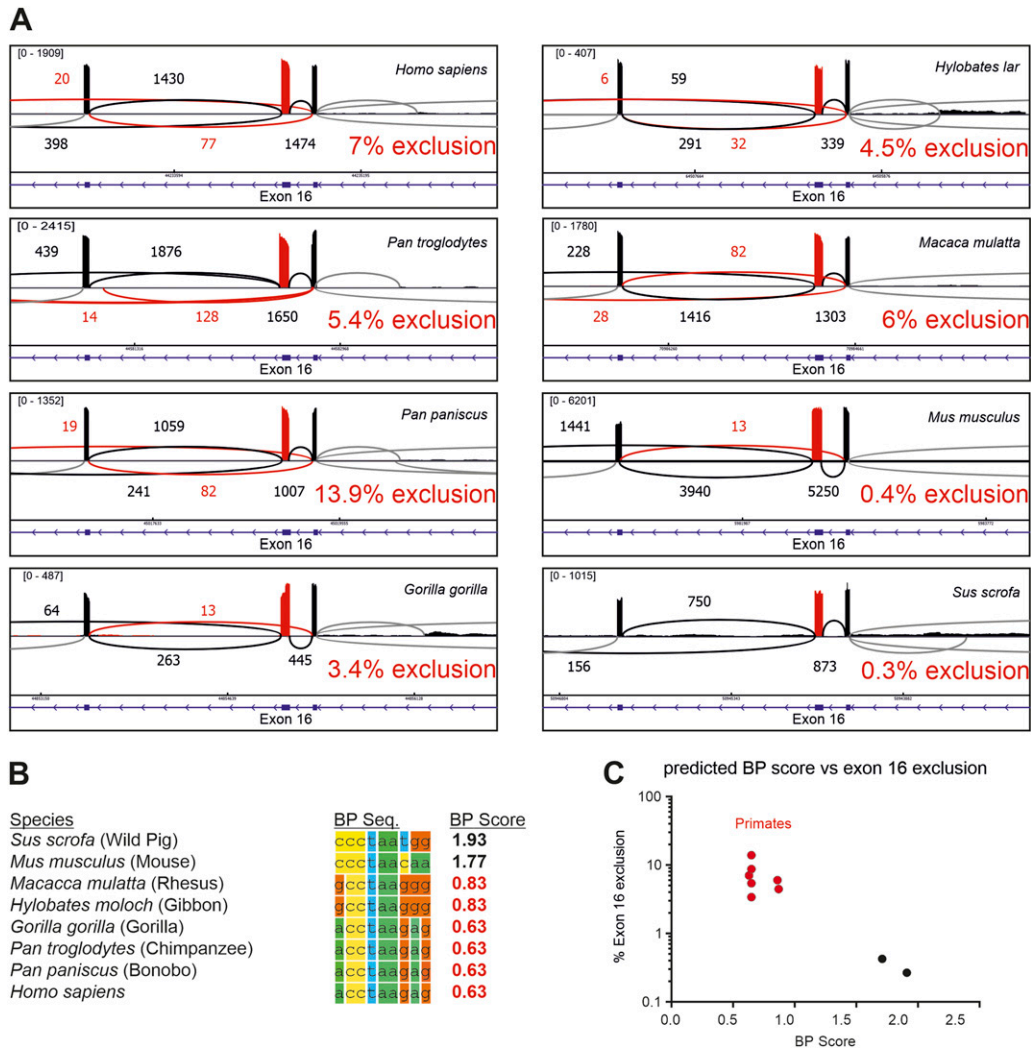 A
[0 - 1909]
Homo sapiens
20
1430
398
77
1474
7% exclusion
Exon 16
[0 - 407]
Hylobates lar
6
59
291
32
339
4.5% exclusion
Exon 16
[0 - 2415]
Pan troglodytes
439
1876
14
128
1650
5.4% exclusion
Exon 16
[0 - 1780]
Macaca mulatta
228
82
28
1416
1303
6% exclusion
Exon 16
[0 - 1352]
Pan paniscus
19
1059
241
82
1007
13.9% exclusion
Exon 16
[0 - 6201]
Mus musculus
1441
13
3940
5250
0.4% exclusion
Exon 16
[0 - 487]
Gorilla gorilla
64
13
263
445
3.4% exclusion
Exon 16
[0 - 1015]
Sus scrofa
750
156
873
0.3% exclusion
Exon 16
B
Species BP Seq. BP Score
Sus scrofa (Wild Pig) ccctaatgg 1.93
Mus musculus (Mouse) ccctaacaa 1.77
Macacca mulatta (Rhesus) gcctaaggg 0.83
Hylobates moloch (Gibbon) gcctaaggg 0.83
Gorilla gorilla (Gorilla) acctaagag 0.63
Pan troglodytes (Chimpanzee) acctaagag 0.63
Pan paniscus (Bonobo) acctaagag 0.63
Homo sapiens acctaagag 0.63
C
predicted BP score vs exon 16 exclusion
100
10
1
0.1
% Exon 16 exclusion
Primates
0.0 0.5 1.0 1.5 2.0 2.5
BP Score